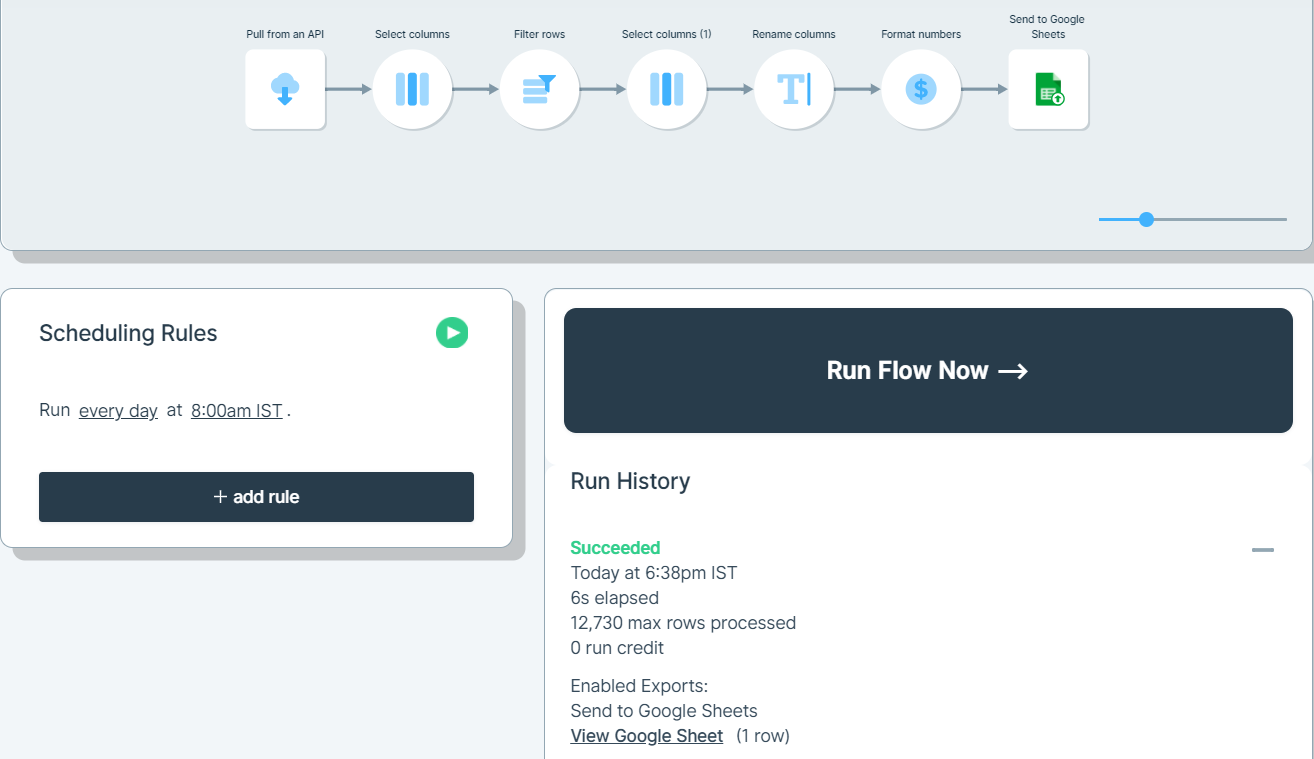 Pull from an API
Select columns
Filter rows
Select columns (1)
Rename columns
Format numbers
Send to Google
Sheets
Scheduling Rules
Run every day at 8:00am IST .
+ add rule
Run Flow Now →
Run History
Succeeded
Today at 6:38pm IST
6s elapsed
12,730 max rows processed
0 run credit
Enabled Exports:
Send to Google Sheets
View Google Sheet (1 row)